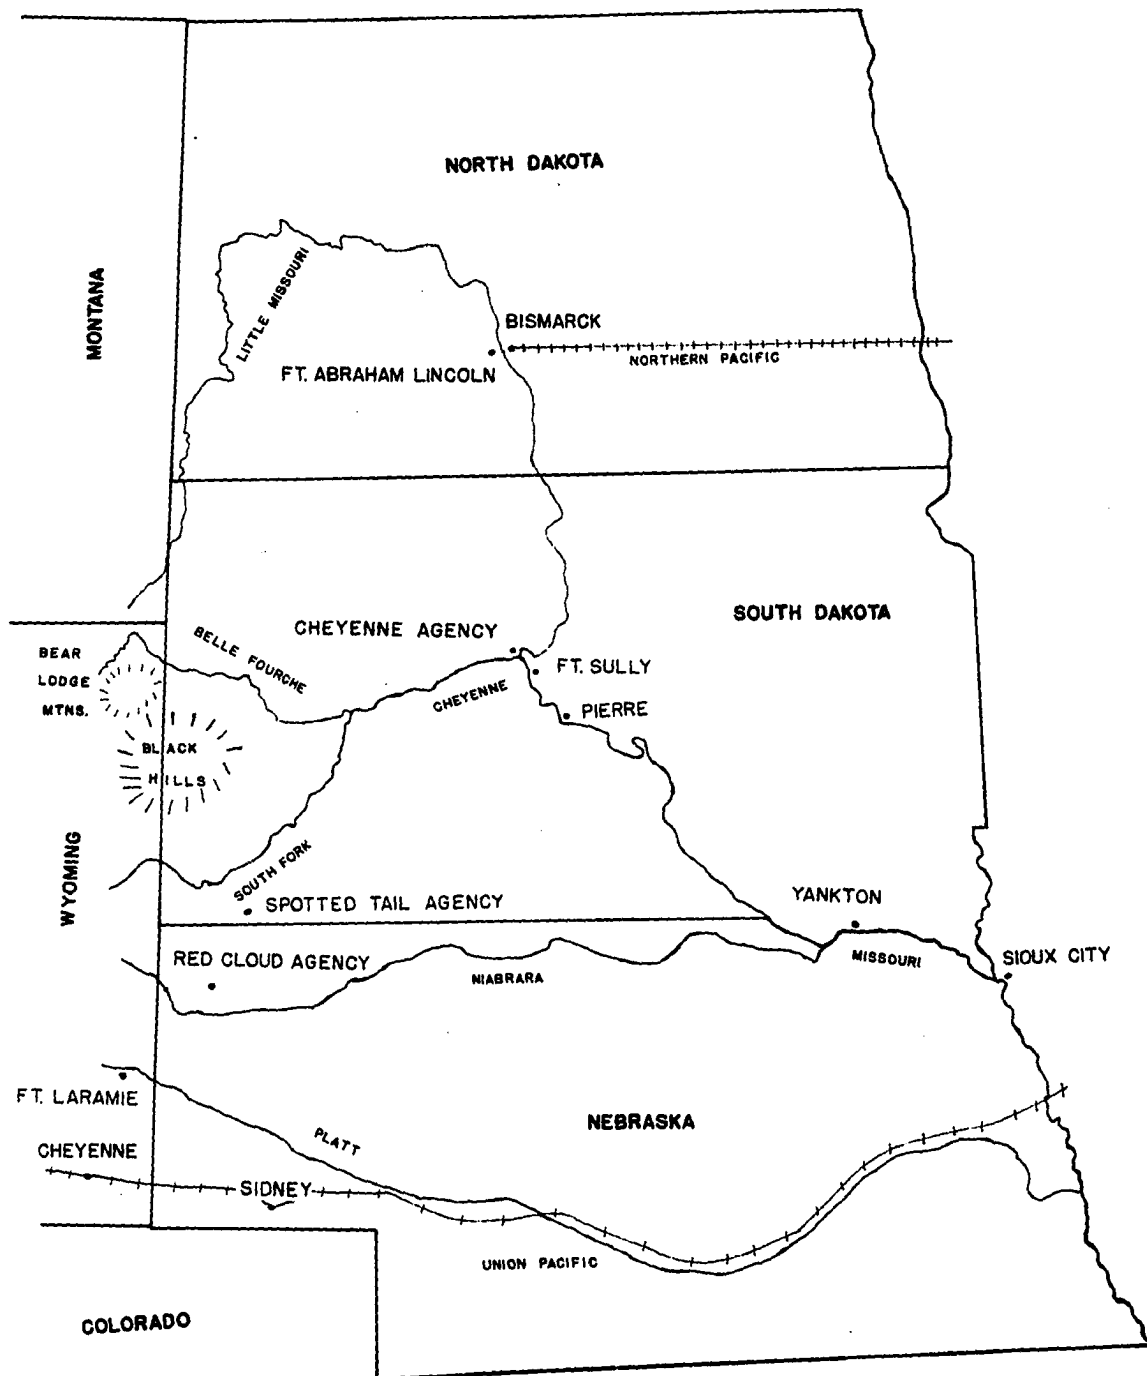 NORTH DAKOTA
MONTANA
LITTLE MISSOURI
BISMARCK
NORTHERN PACIFIC
FT. ABRAHAM LINCOLN
SOUTH DAKOTA
CHEYENNE AGENCY
BELLE FOURCHE
BEAR
LODGE
MTNS.
FT. SULLY
CHEYENNE
PIERRE
BLACK
HILLS
WYOMING
SOUTH FORK
SPOTTED TAIL AGENCY
YANKTON
RED CLOUD AGENCY
NIABRARA
MISSOURI
SIOUX CITY
FT. LARAMIE
NEBRASKA
PLATT
CHEYENNE
SIDNEY
UNION PACIFIC
COLORADO